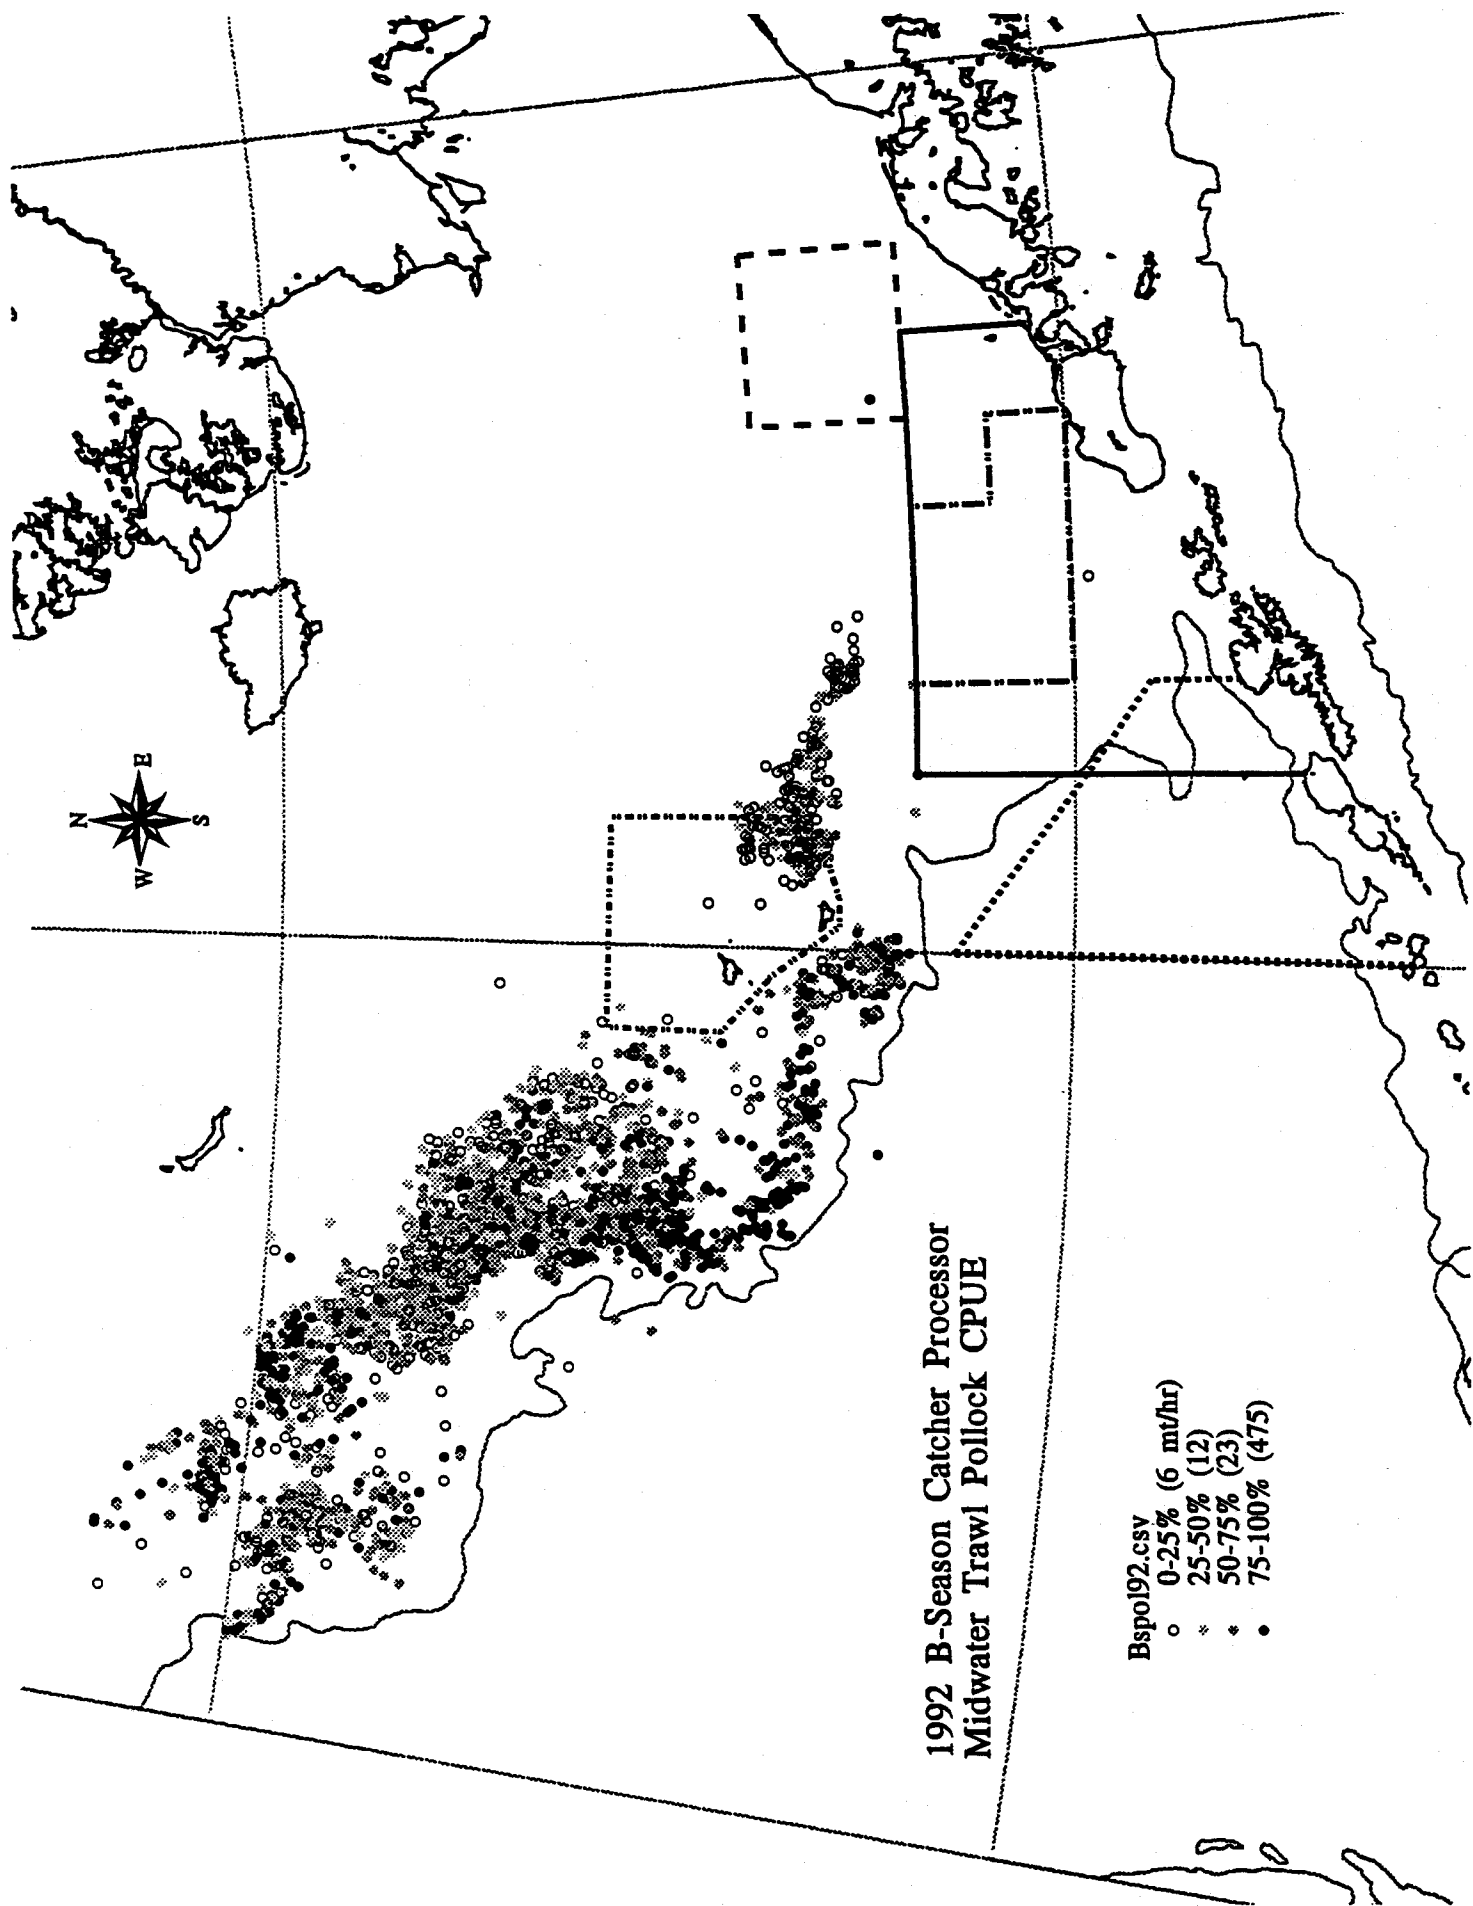 N
W E
S
1992 B-Season Catcher Processor
Midwater Trawl Pollock CPUE
Bspol92.csv
0-25% (6 mt/hr)
25-50% (12)
50-75% (23)
75-100% (475)